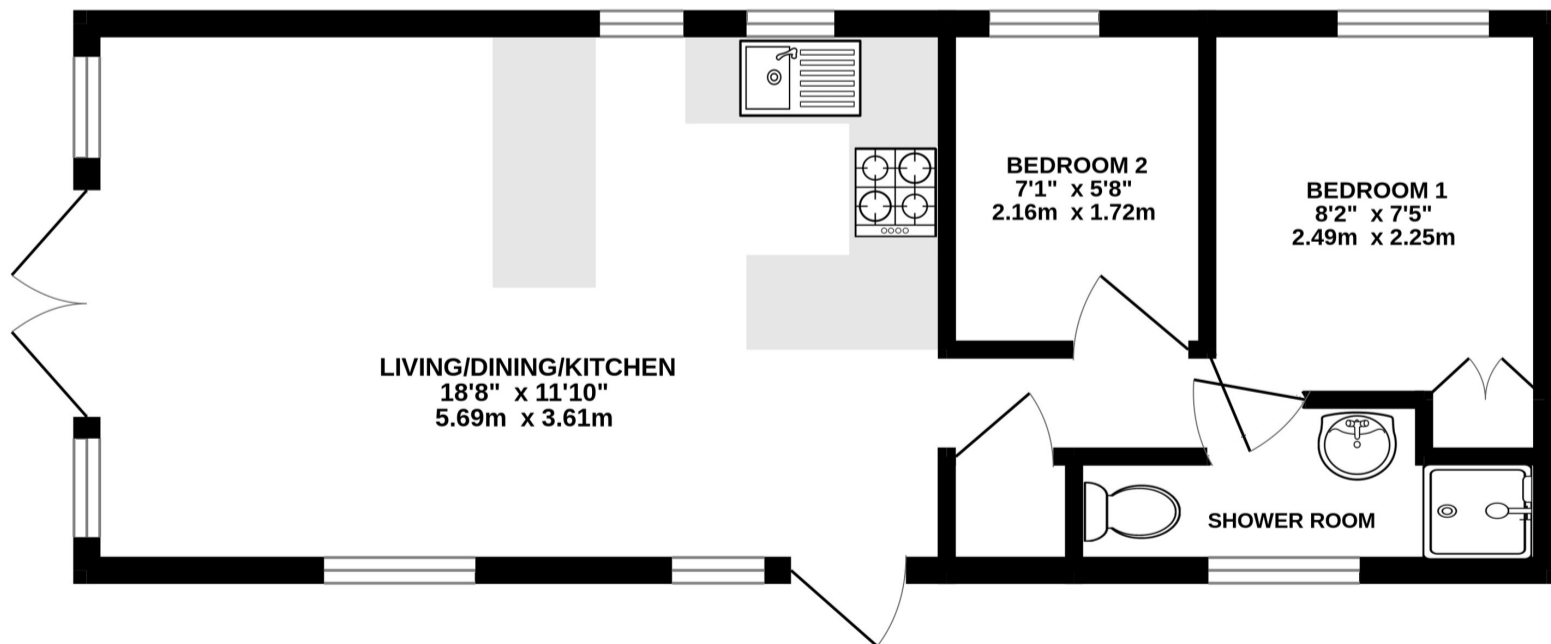 BEDROOM 2
7'1" x 5'8"
2.16m x 1.72m
BEDROOM 1
8'2" x 7'5"
2.49m x 2.25m
LIVING/DINING/KITCHEN
18'8" x 11'10"
5.69m x 3.61m
SHOWER ROOM